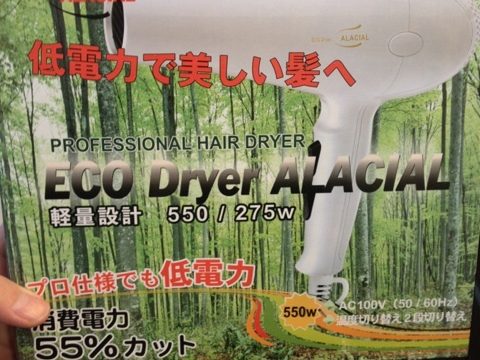 ALACIAL
低電力で美しい髪へ
PROFESSIONAL HAIR DRYER
ECO Dryer ALACIAL
軽量設計 550 / 275w
プロ仕様でも低電力
消費電力
55%カット
550w
AC100V（50 / 60Hz）
温度切り替え2段切り替え